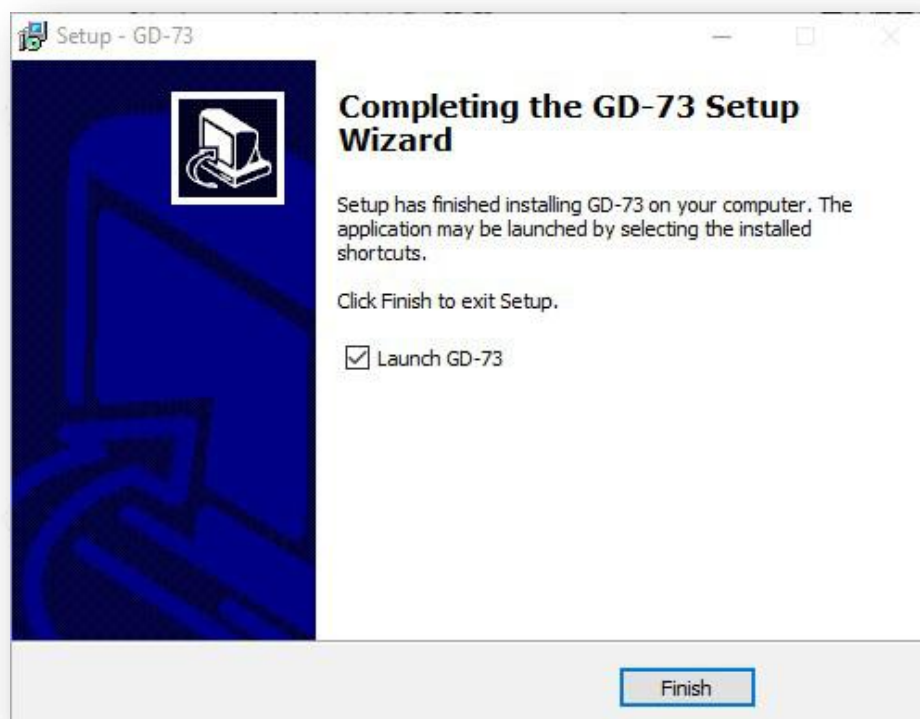 Setup - GD-73
Completing the GD-73 Setup
Wizard
Setup has finished installing GD-73 on your computer. The
application may be launched by selecting the installed
shortcuts.
Click Finish to exit Setup.
Launch GD-73
Finish